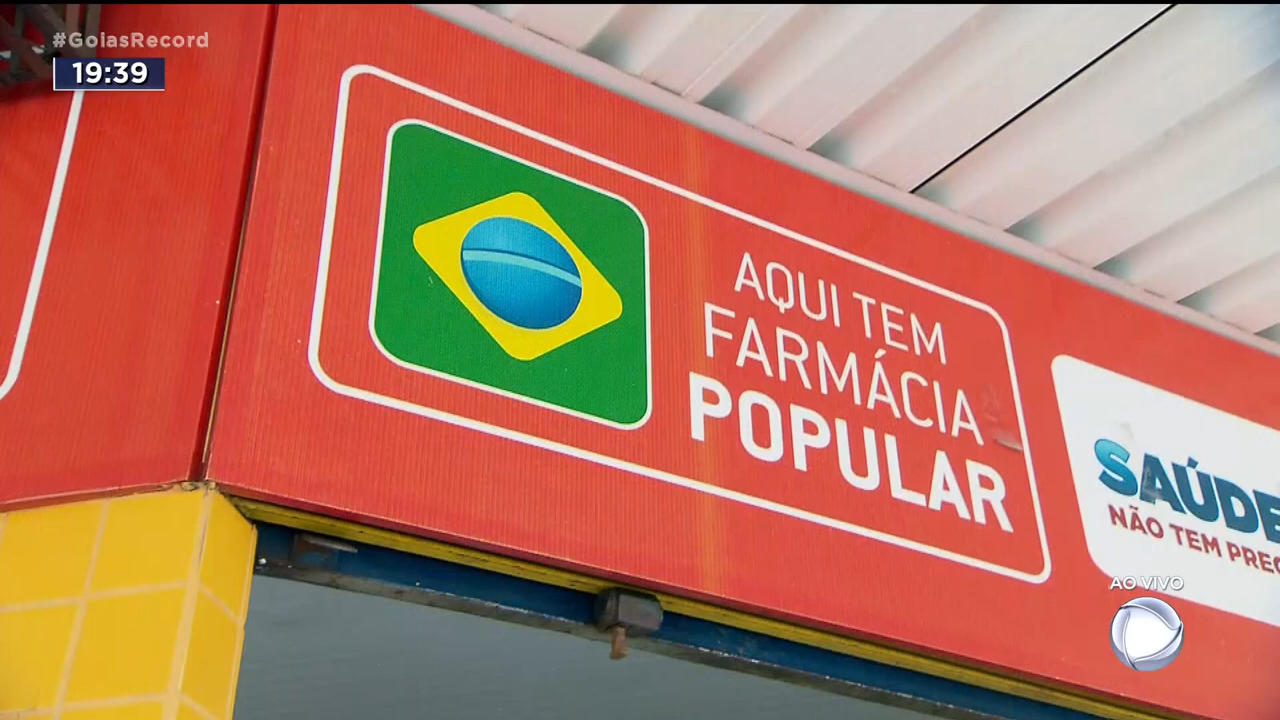 #GoiasRecord
19:39
AQUI TEM
FARMÁCIA
POPULAR
SAÚDE
NÃO TEM
AO VIVO